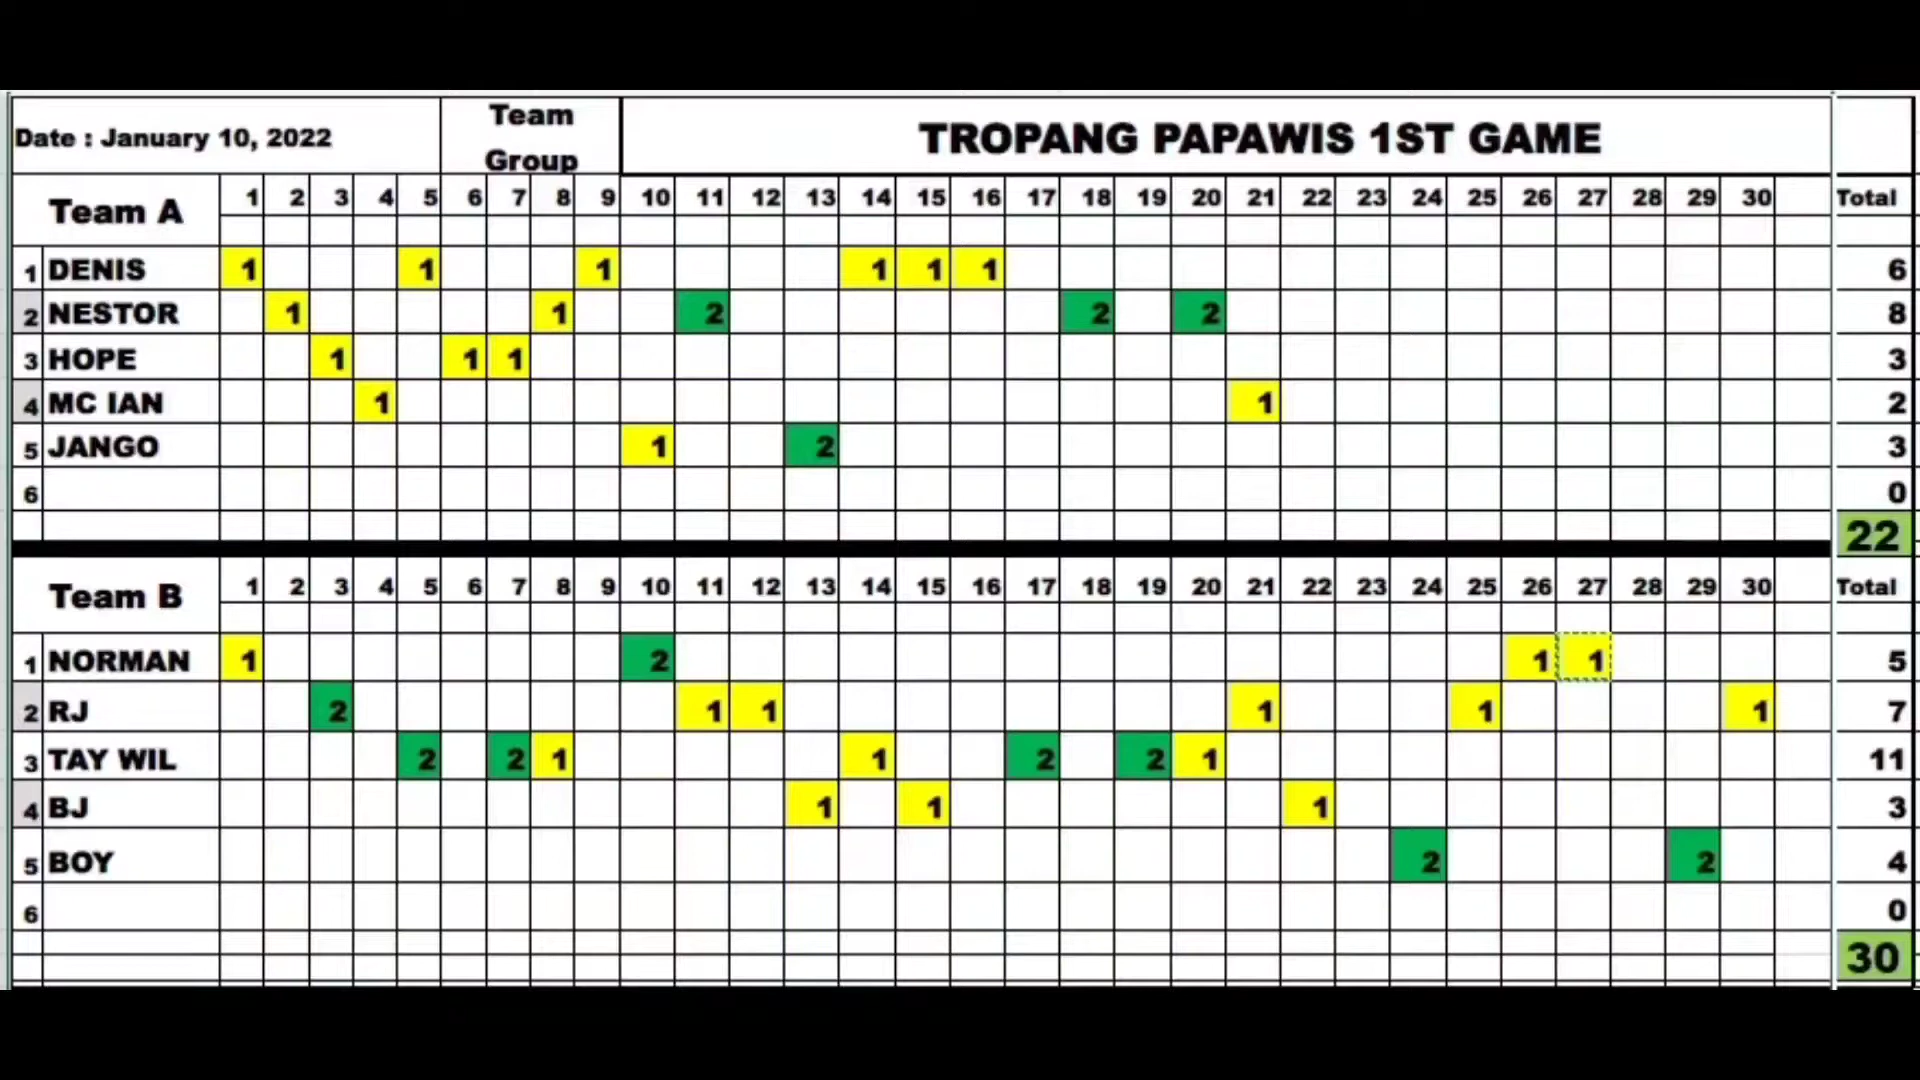 Date : January 10, 2022
Team
Group
TROPANG PAPAWIS 1ST GAME
Team A 1 2 3 4 5 6 7 8 9 10 11 12 13 14 15 16 17 18 19 20 21 22 23 24 25 26 27 28 29 30 Total
1 DENIS 1 1 1 1 1 1 6
2 NESTOR 1 1 2 2 2 8
3 HOPE 1 1 1 3
4 MC IAN 1 1 2
5 JANGO 1 2 3
6 0
22
Team B 1 2 3 4 5 6 7 8 9 10 11 12 13 14 15 16 17 18 19 20 21 22 23 24 25 26 27 28 29 30 Total
1 NORMAN 1 2 1 1 5
2 RJ 2 1 1 1 1 1 7
3 TAY WIL 2 2 1 1 2 2 1 11
4 BJ 1 1 1 3
5 BOY 2 2 4
6 0
30